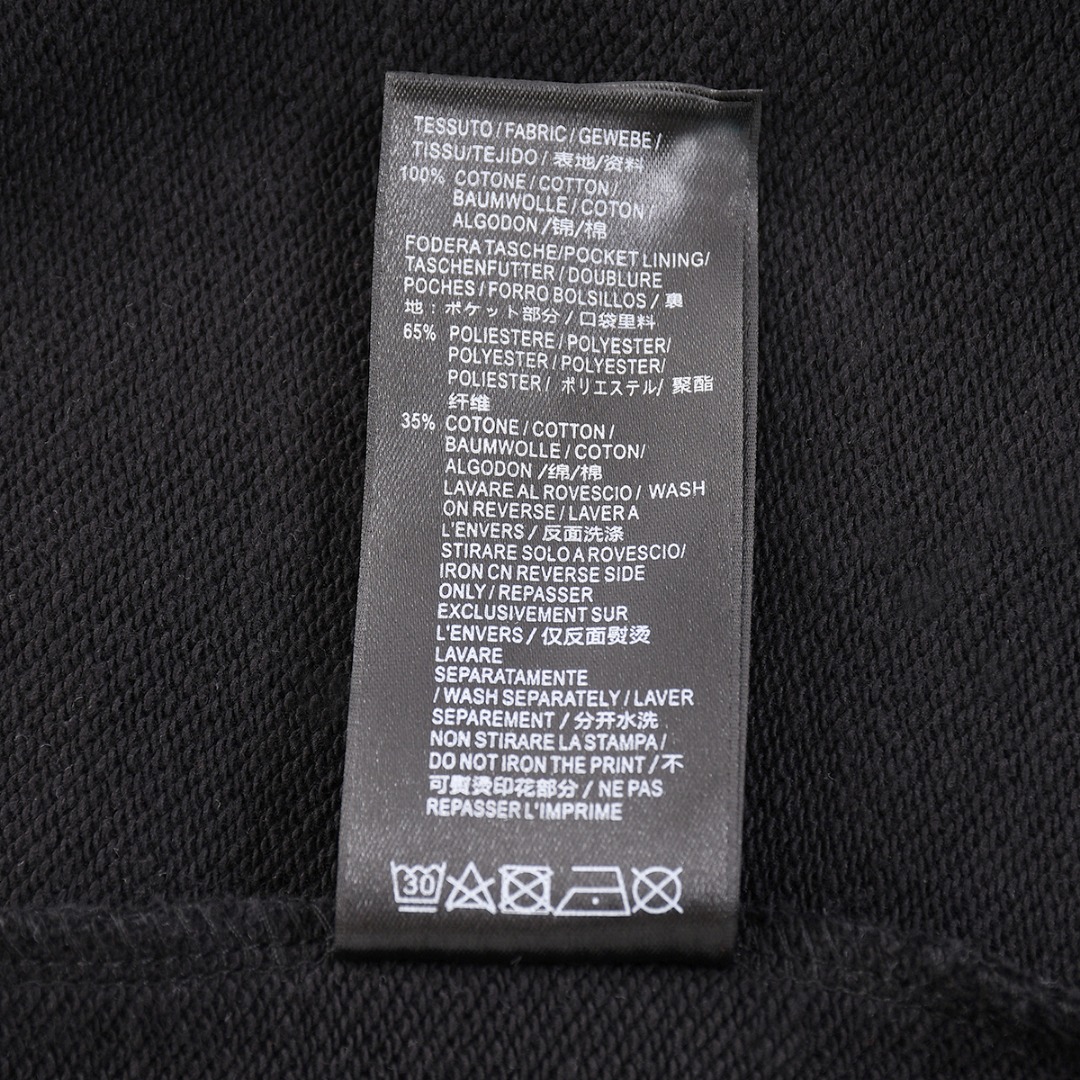 TESSUTO / FABRIC / GEWEBE /
TISSU/TEJIDO / 表地/资料
100% COTONE / COTTON /
BAUMWOLLE / COTON /
ALGODON /锦/棉
FODERA TASCHE/POCKET LINING/
TASCHENFUTTER / DOUBLURE
POCHES / FORRO BOLSILLOS / 裏
地：ポケット部分 / 口袋里料
65% POLIESTERE / POLYESTER/
POLYESTER / POLYESTER/
POLIESTER/ ポリエステル/ 聚酯
纤维
35% COTONE / COTTON /
BAUMWOLLE / COTON/
ALGODON /绵/棉
LAVARE AL ROVESCIO / WASH
ON REVERSE / LAVER A
L'ENVERS / 反面洗涤
STIRARE SOLO A ROVESCIO/
IRON CN REVERSE SIDE
ONLY / REPASSER
EXCLUSIVEMENT SUR
L'ENVERS / 仅反面熨烫
LAVARE
SEPARATAMENTE
/ WASH SEPARATELY / LAVER
SEPAREMENT / 分开水洗
NON STIRARE LA STAMPA /
DO NOT IRON THE PRINT / 不
可熨烫印花部分 / NE PAS
REPASSER L'IMPRIME
30